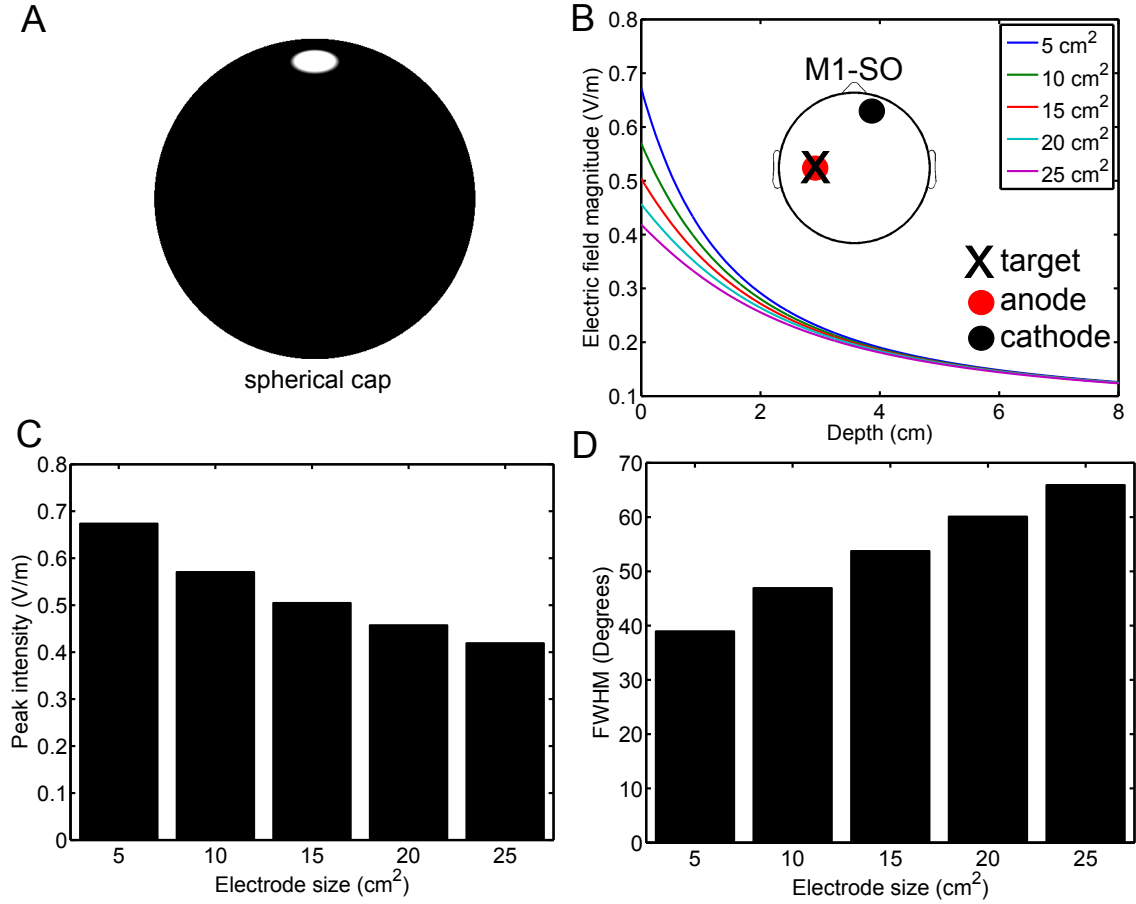 A
spherical cap
B
Electric field magnitude (V/m)
0.8
0.7
0.6
0.5
0.4
0.3
0.2
0.1
0
2
4
6
8
Depth (cm)
M1-SO
X
5 cm²
10 cm²
15 cm²
20 cm²
25 cm²
X target
anode
cathode
C
Peak intensity (V/m)
0.8
0.7
0.6
0.5
0.4
0.3
0.2
0.1
0
5
10
15
20
25
Electrode size (cm²)
D
FWHM (Degrees)
70
60
50
40
30
20
10
0
5
10
15
20
25
Electrode size (cm²)